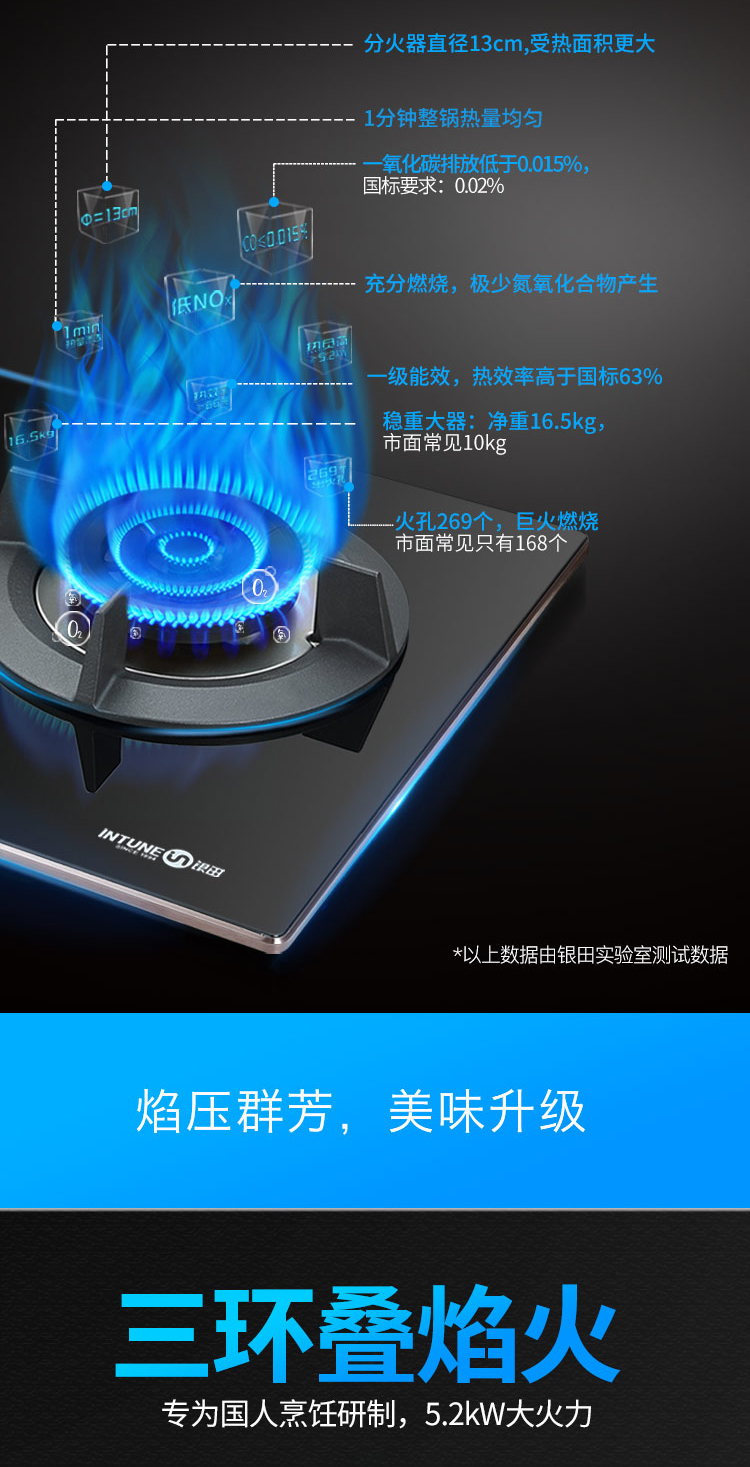 分火器直径13cm,受热面积更大
1分钟整锅热量均匀
一氧化碳排放低于0.015%,
国标要求：0.02%
Φ=13cm
CO<0.015%
充分燃烧，极少氮氧化合物产生
低NOx
1min
一级能效，热效率高于国标63%
稳重大器：净重16.5kg，
市面常见10kg
16.5kg
火孔269个，巨火燃烧
市面常见只有168个
O₂
O₂
INTUNE 银田
SINCE 1994
*以上数据由银田实验室测试数据
焰压群芳，美味升级
三环叠焰火
专为国人烹饪研制，5.2kW大火力